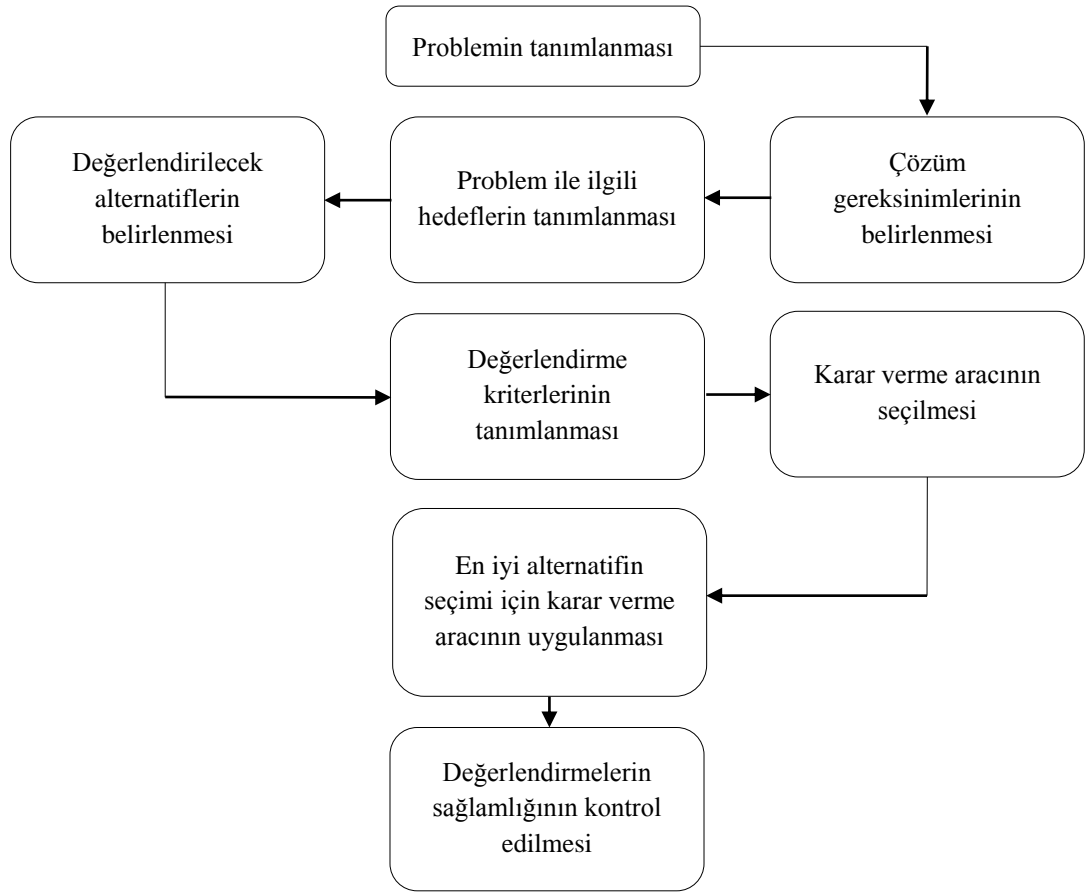 Problemin tanımlanması
Çözüm
gereksinimlerinin
belirlenmesi
Problem ile ilgili
hedeflerin tanımlanması
Değerlendirilecek
alternatiflerin
belirlenmesi
Değerlendirme
kriterlerinin
tanımlanması
Karar verme aracının
seçilmesi
En iyi alternatifin
seçimi için karar verme
aracının uygulanması
Değerlendirmelerin
sağlamlığının kontrol
edilmesi